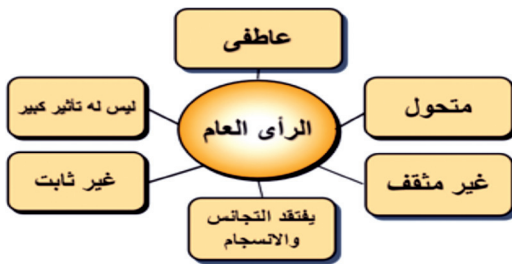 عاطفى
متحول
ليس له تأثير كبير
الرأى العام
غير مثقف
غير ثابت
يفتقد التجانس
والانسجام